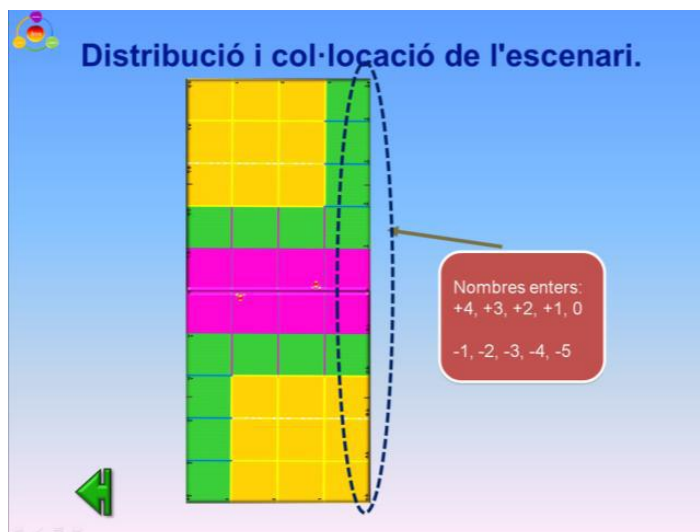 Distribució i col·locació de l'escenari.
Nombres enters:
+4, +3, +2, +1, 0
-1, -2, -3, -4, -5